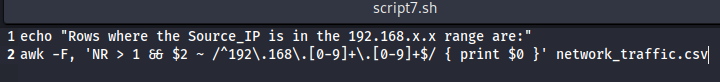 script7.sh
1 echo "Rows where the Source_IP is in the 192.168.x.x range are:"
2 awk -F, 'NR > 1 && $2 ~ /^192\.168\.[0-9]+\.[0-9]+$/ { print $0 }' network_traffic.csv